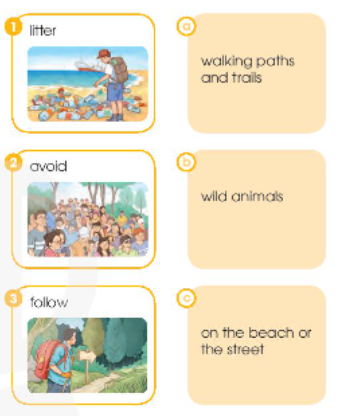 1 litter
a
walking paths
and trails
2 avoid
b
wild animals
3 follow
c
on the beach or
the street